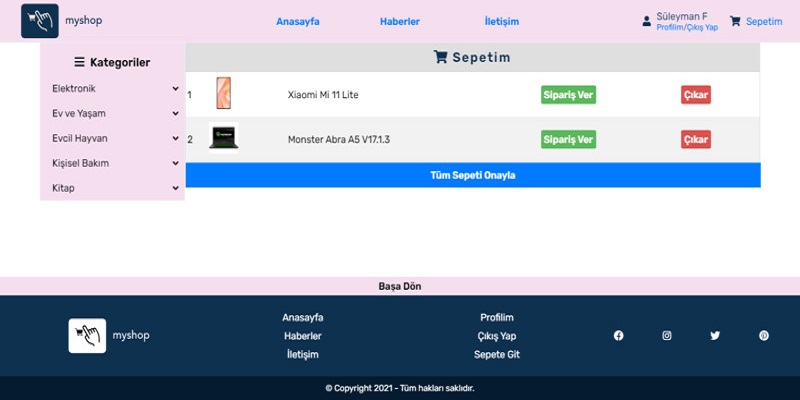 myshop
Anasayfa
Haberler
İletişim
Süleyman F
Profilim/Çıkış Yap
Sepetim
Kategoriler
Elektronik
Ev ve Yaşam
Evcil Hayvan
Kişisel Bakım
Kitap
Sepetim
1 Xiaomi Mi 11 Lite Sipariş Ver Çıkar
2 Monster Abra A5 V17.1.3 Sipariş Ver Çıkar
Tüm Sepeti Onayla
Başa Dön
myshop
Anasayfa
Haberler
İletişim
Profilim
Çıkış Yap
Sepete Git
© Copyright 2021 - Tüm hakları saklıdır.